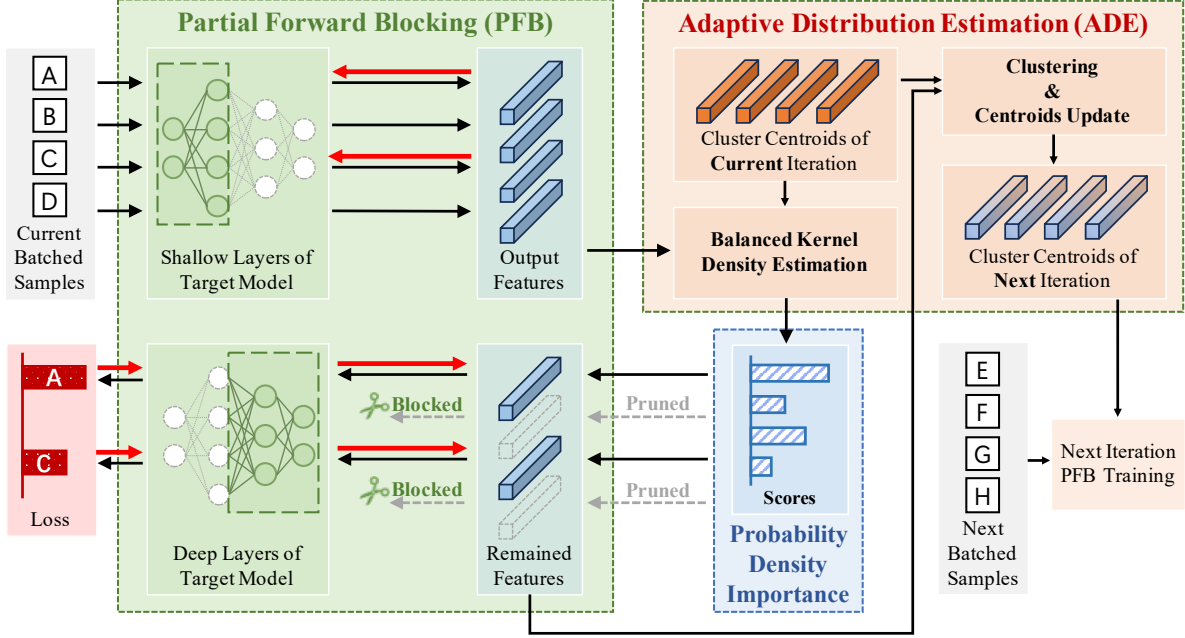 Partial Forward Blocking (PFB)
Adaptive Distribution Estimation (ADE)
A
B
C
D
Current
Batched
Samples
Shallow Layers of
Target Model
Output
Features
Cluster Centroids of
Current Iteration
Clustering
&
Centroids Update
Balanced Kernel
Density Estimation
Cluster Centroids of
Next Iteration
A
C
Loss
Blocked
Blocked
Deep Layers of
Target Model
Remained
Features
Pruned
Pruned
Scores
Probability
Density
Importance
E
F
G
H
Next
Batched
Samples
Next Iteration
PFB Training